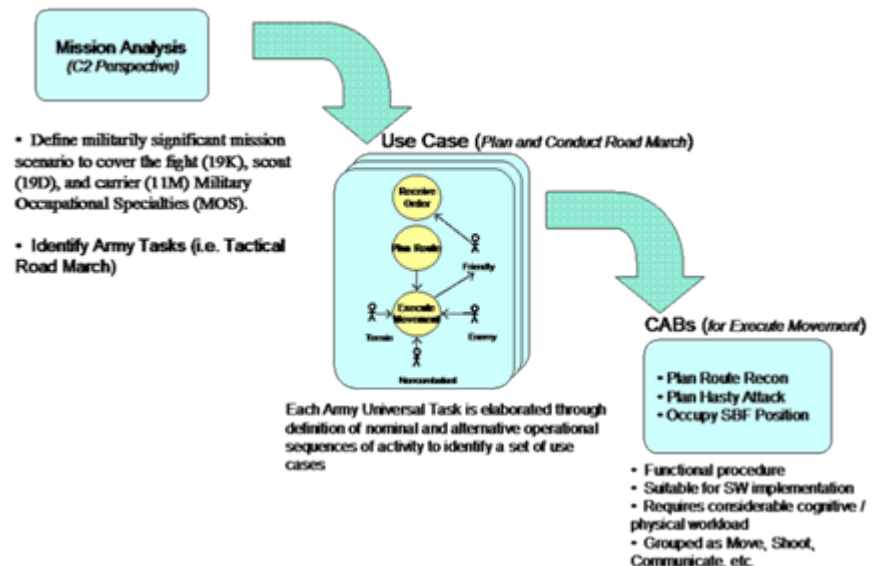 Mission Analysis
(C2 Perspective)
• Define militarily significant mission
scenario to cover the fight (19K), scout
(19D), and carrier (11M) Military
Occupational Specialties (MOS).
• Identify Army Tasks (i.e. Tactical
Road March)
Use Case (Plan and Conduct Road March)
Receive
Order
Plan Route
Friendly
Execute
Movement
Terrain
Enemy
Noncombatant
Each Army Universal Task is elaborated through
definition of nominal and alternative operational
sequences of activity to identify a set of use
cases
CABs (for Execute Movement)
• Plan Route Recon
• Plan Hasty Attack
• Occupy SBF Position
• Functional procedure
• Suitable for SW implementation
• Requires considerable cognitive /
physical workload
• Grouped as Move, Shoot,
Communicate, etc.